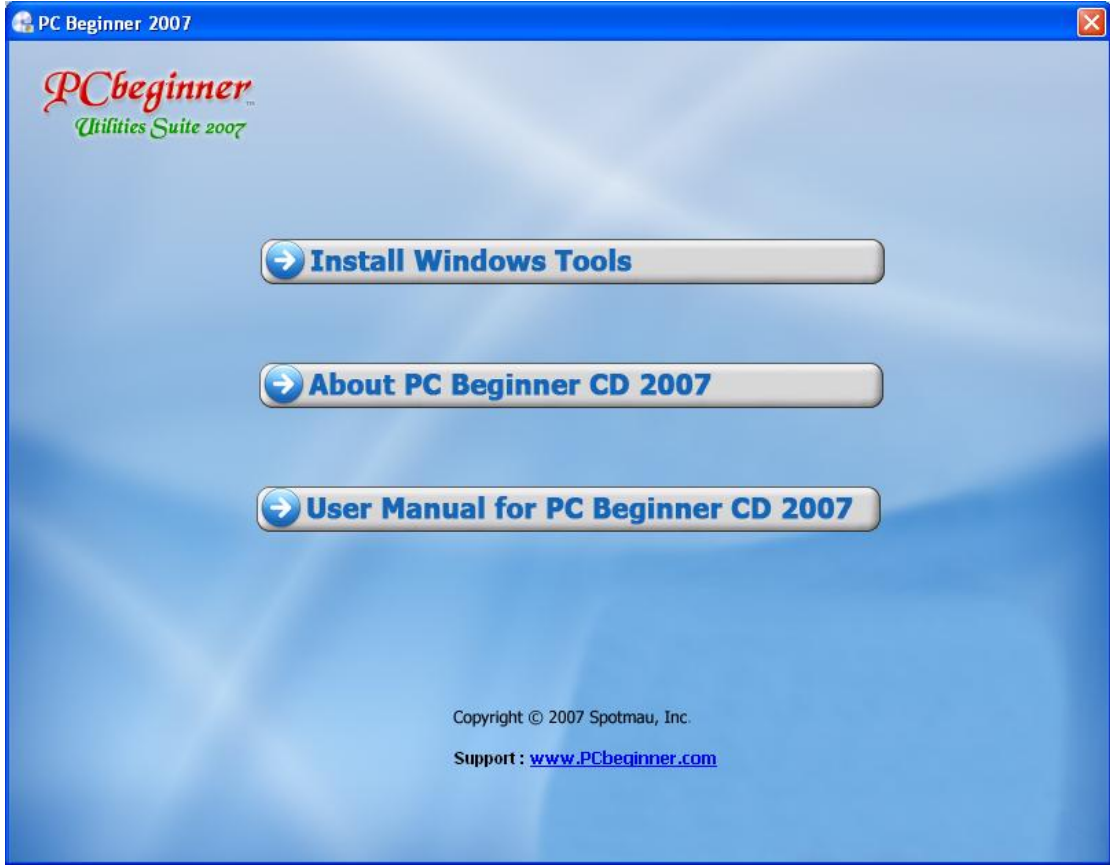 PC Beginner 2007
PCbeginner™
Utilities Suite 2007
Install Windows Tools
About PC Beginner CD 2007
User Manual for PC Beginner CD 2007
Copyright © 2007 Spotmau, Inc.
Support : www.PCbeginner.com